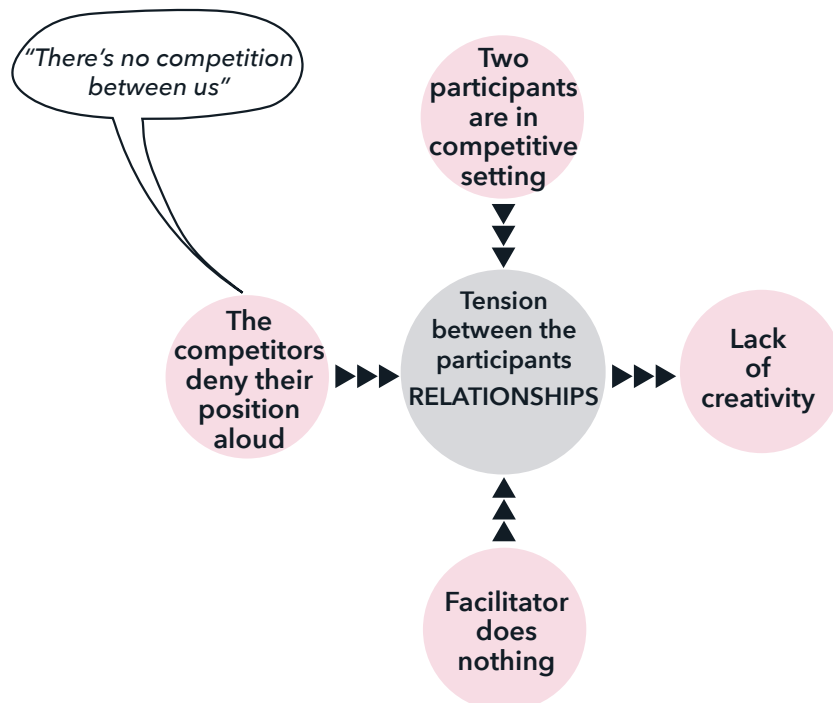 "There's no competition
between us"
Two
participants
are in
competitive
setting
The
competitors
deny their
position
aloud
Tension
between the
participants
RELATIONSHIPS
Lack
of
creativity
Facilitator
does
nothing